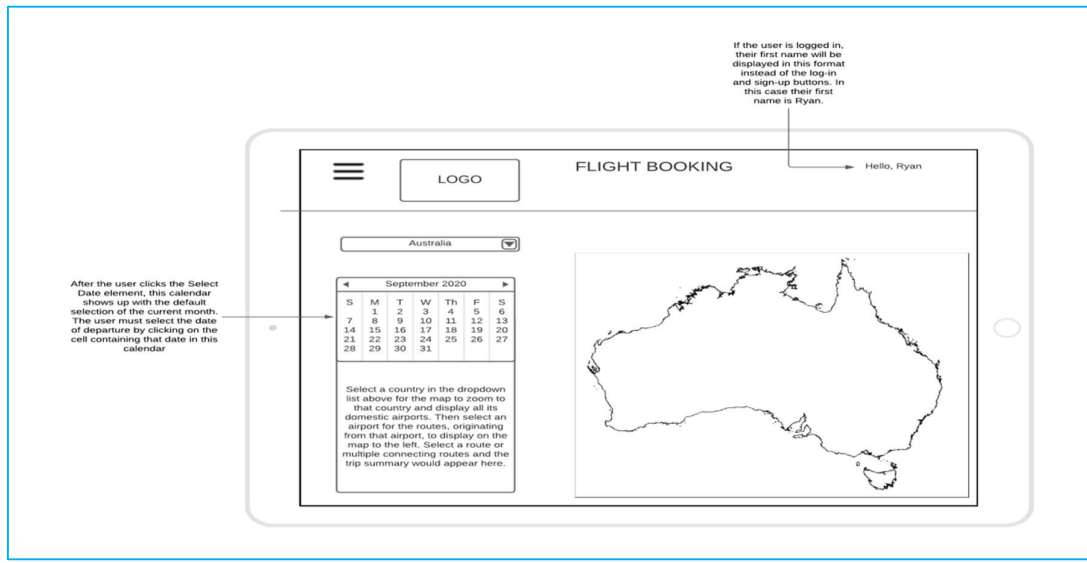 If the user is logged in,
their first name will be
displayed in this format
instead of the log-in
and sign-up buttons. In
this case their first
name is Ryan.
LOGO
FLIGHT BOOKING
Hello, Ryan
Australia
After the user clicks the Select
Date element, this calendar
shows up with the default
selection of the current month.
The user must select the date
of departure by clicking on the
cell containing that date in this
calendar
September 2020
S M T W Th F S
1 2 3 4 5 6
7 8 9 10 11 12 13
14 15 16 17 18 19 20
21 22 23 24 25 26 27
28 29 30 31
Select a country in the dropdown
list above for the map to zoom to
that country and display all its
domestic airports. Then select an
airport for the routes, originating
from that airport, to display on the
map to the left. Select a route or
multiple connecting routes and the
trip summary would appear here.